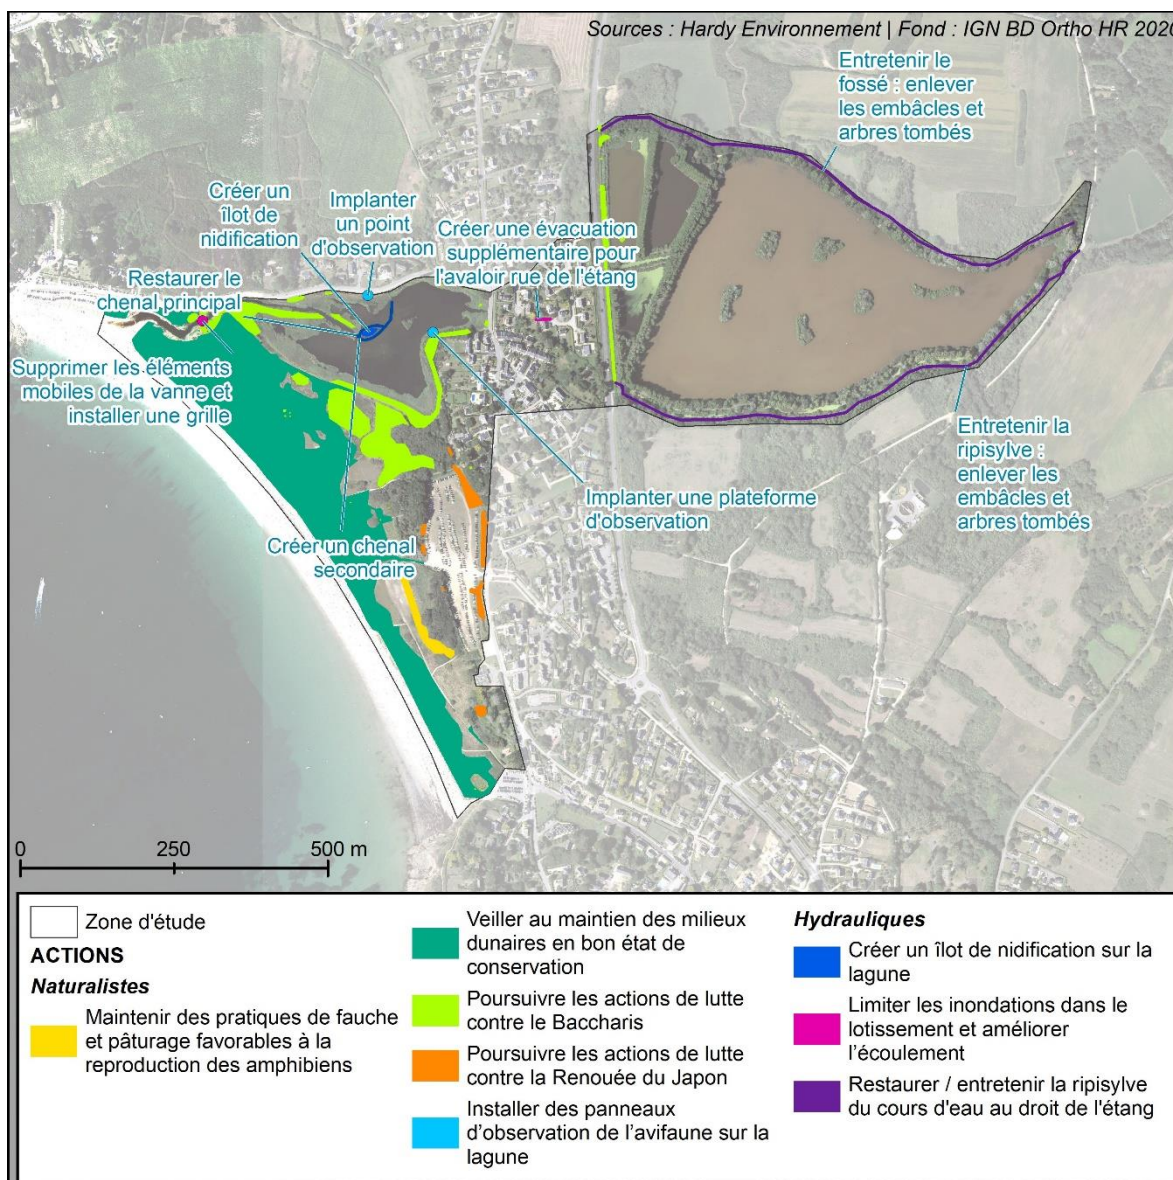 Sources : Hardy Environnement | Fond : IGN BD Ortho HR 2020
Entretenir le
fossé : enlever
les embâcles et
arbres tombés
Créer un
îlot de
nidification
Implanter
un point
d'observation
Créer une évacuation
supplémentaire pour
l'avaloir rue de l'étang
Restaurer le
chenal principal
Supprimer les éléments
mobiles de la vanne et
installer une grille
Entretenir la
ripisylve :
enlever les
embâcles et
arbres tombés
Implanter une plateforme
d'observation
Créer un chenal
secondaire
0 250 500 m
Zone d'étude
ACTIONS
Naturalistes
Maintenir des pratiques de fauche
et pâturage favorables à la
reproduction des amphibiens
Veiller au maintien des milieux
dunaires en bon état de
conservation
Poursuivre les actions de lutte
contre le Baccharis
Poursuivre les actions de lutte
contre la Renouée du Japon
Installer des panneaux
d’observation de l’avifaune sur la
lagune
Hydrauliques
Créer un îlot de nidification sur la
lagune
Limiter les inondations dans le
lotissement et améliorer
l’écoulement
Restaurer / entretenir la ripisylve
du cours d'eau au droit de l'étang